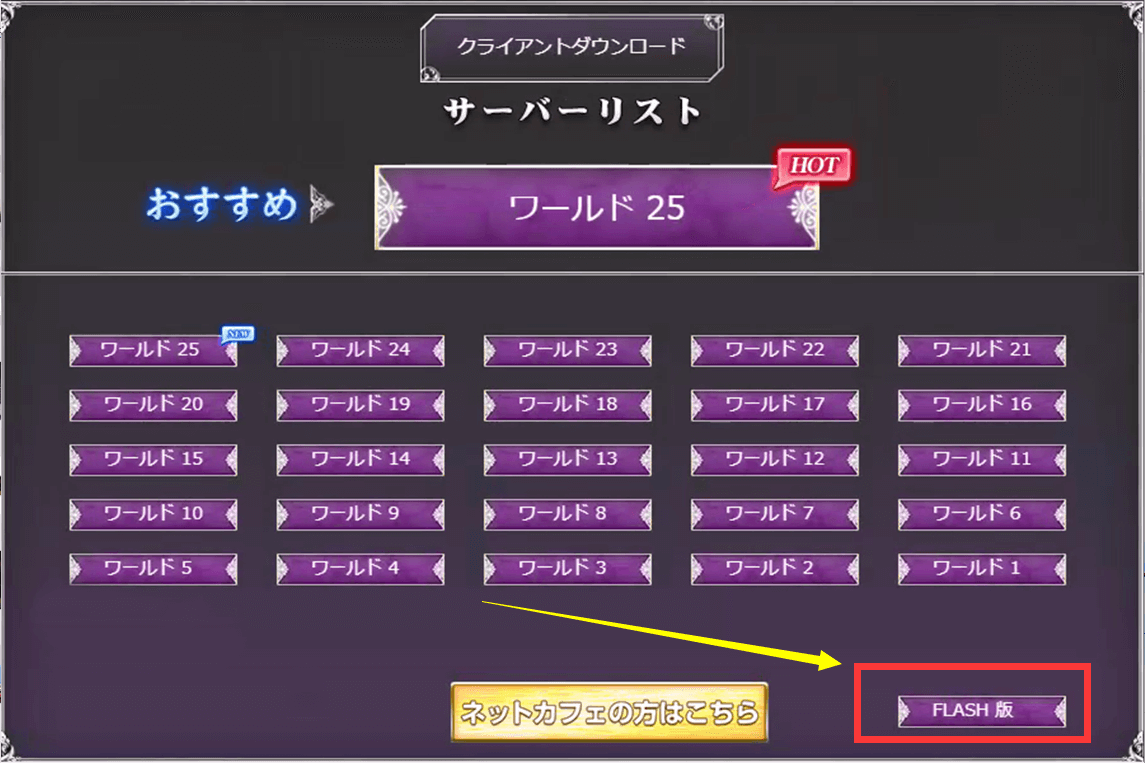 クライアントダウンロード
サーバーリスト
HOT
おすすめ
ワールド 25
NEW
ワールド 25
ワールド 24
ワールド 23
ワールド 22
ワールド 21
ワールド 20
ワールド 19
ワールド 18
ワールド 17
ワールド 16
ワールド 15
ワールド 14
ワールド 13
ワールド 12
ワールド 11
ワールド 10
ワールド 9
ワールド 8
ワールド 7
ワールド 6
ワールド 5
ワールド 4
ワールド 3
ワールド 2
ワールド 1
ネットカフェの方はこちら
FLASH 版